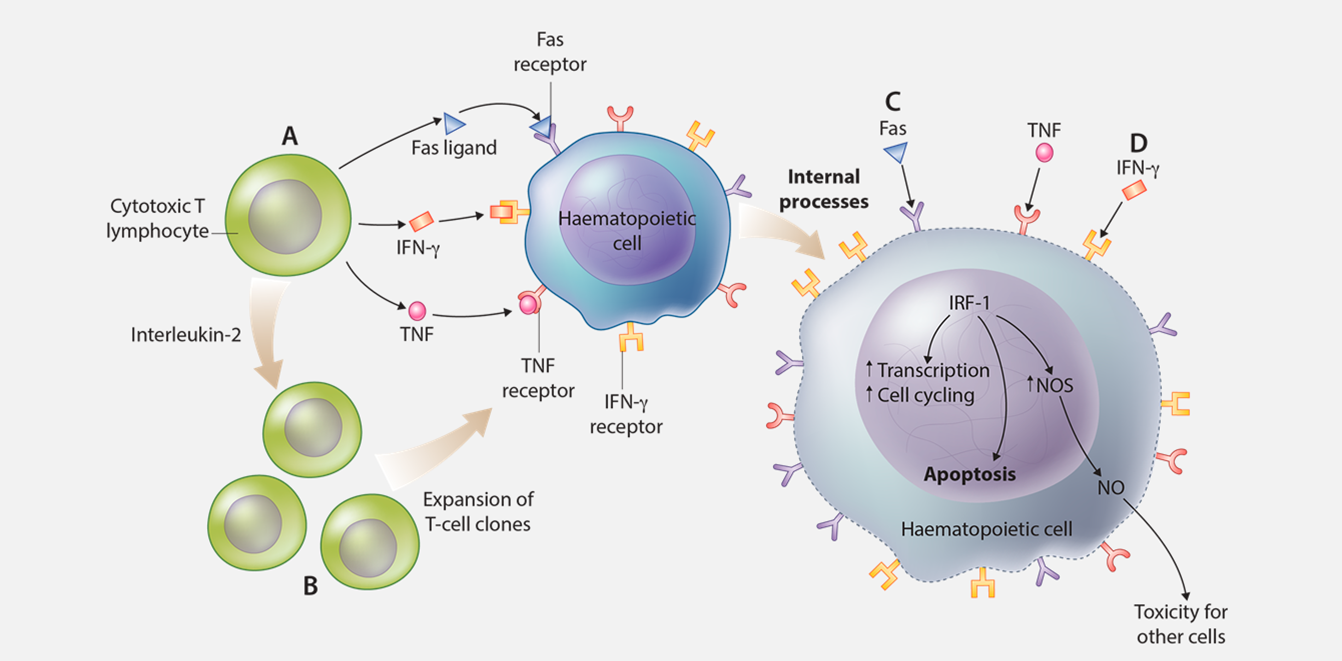 A
Cytotoxic T
lymphocyte
Fas ligand
IFN-γ
TNF
Fas
receptor
Haematopoietic
cell
TNF
receptor
IFN-γ
receptor
Interleukin-2
B
Expansion of
T-cell clones
Internal
processes
C
Fas
TNF
D
IFN-γ
IRF-1
↑ Transcription
↑ Cell cycling
↑NOS
Apoptosis
NO
Haematopoietic cell
Toxicity for
other cells